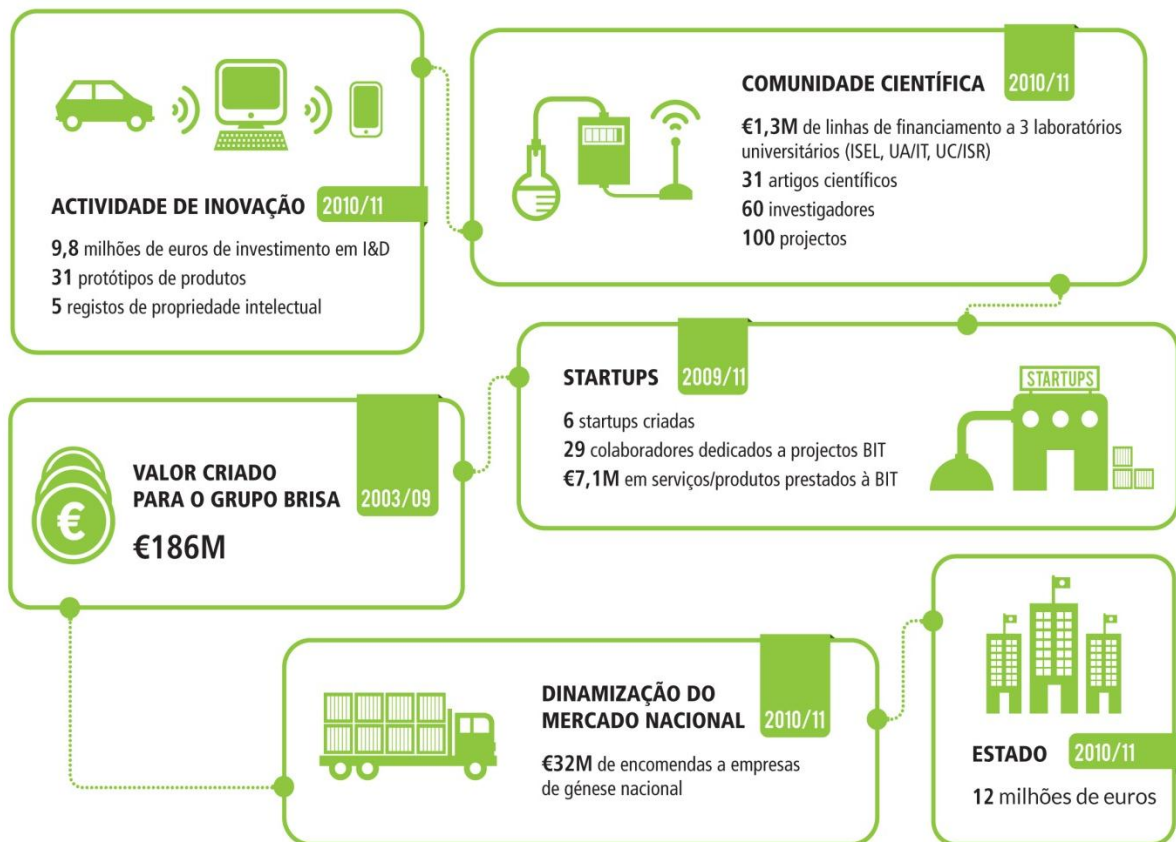 ACTIVIDADE DE INOVAÇÃO 2010/11
9,8 milhões de euros de investimento em I&D
31 protótipos de produtos
5 registos de propriedade intelectual
COMUNIDADE CIENTÍFICA 2010/11
€1,3M de linhas de financiamento a 3 laboratórios
universitários (ISEL, UA/IT, UC/ISR)
31 artigos científicos
60 investigadores
100 projectos
STARTUPS 2009/11
6 startups criadas
29 colaboradores dedicados a projectos BIT
€7,1M em serviços/produtos prestados à BIT
STARTUPS
VALOR CRIADO
PARA O GRUPO BRISA 2003/09
€186M
€
DINAMIZAÇÃO DO
MERCADO NACIONAL 2010/11
€32M de encomendas a empresas
de génese nacional
ESTADO 2010/11
12 milhões de euros